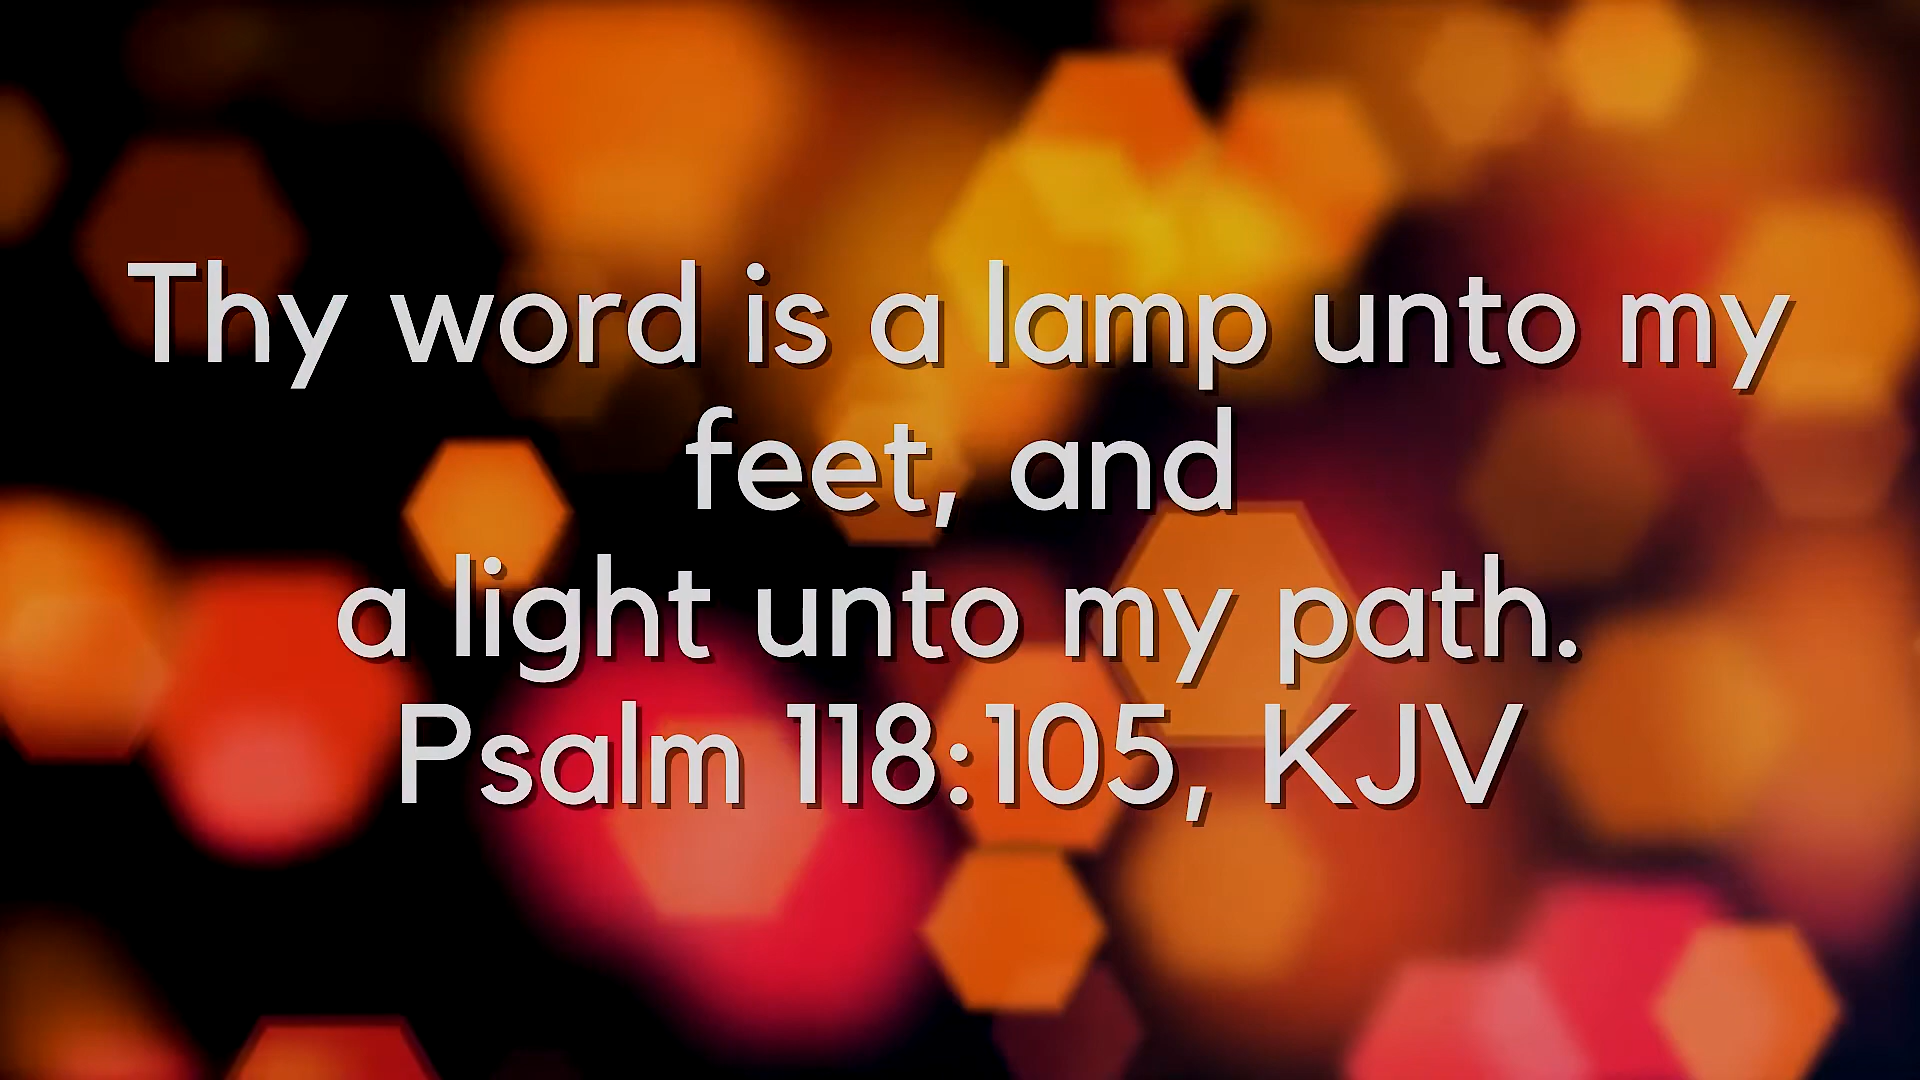 Thy word is a lamp unto my
feet, and
a light unto my path.
Psalm 118:105, KJV